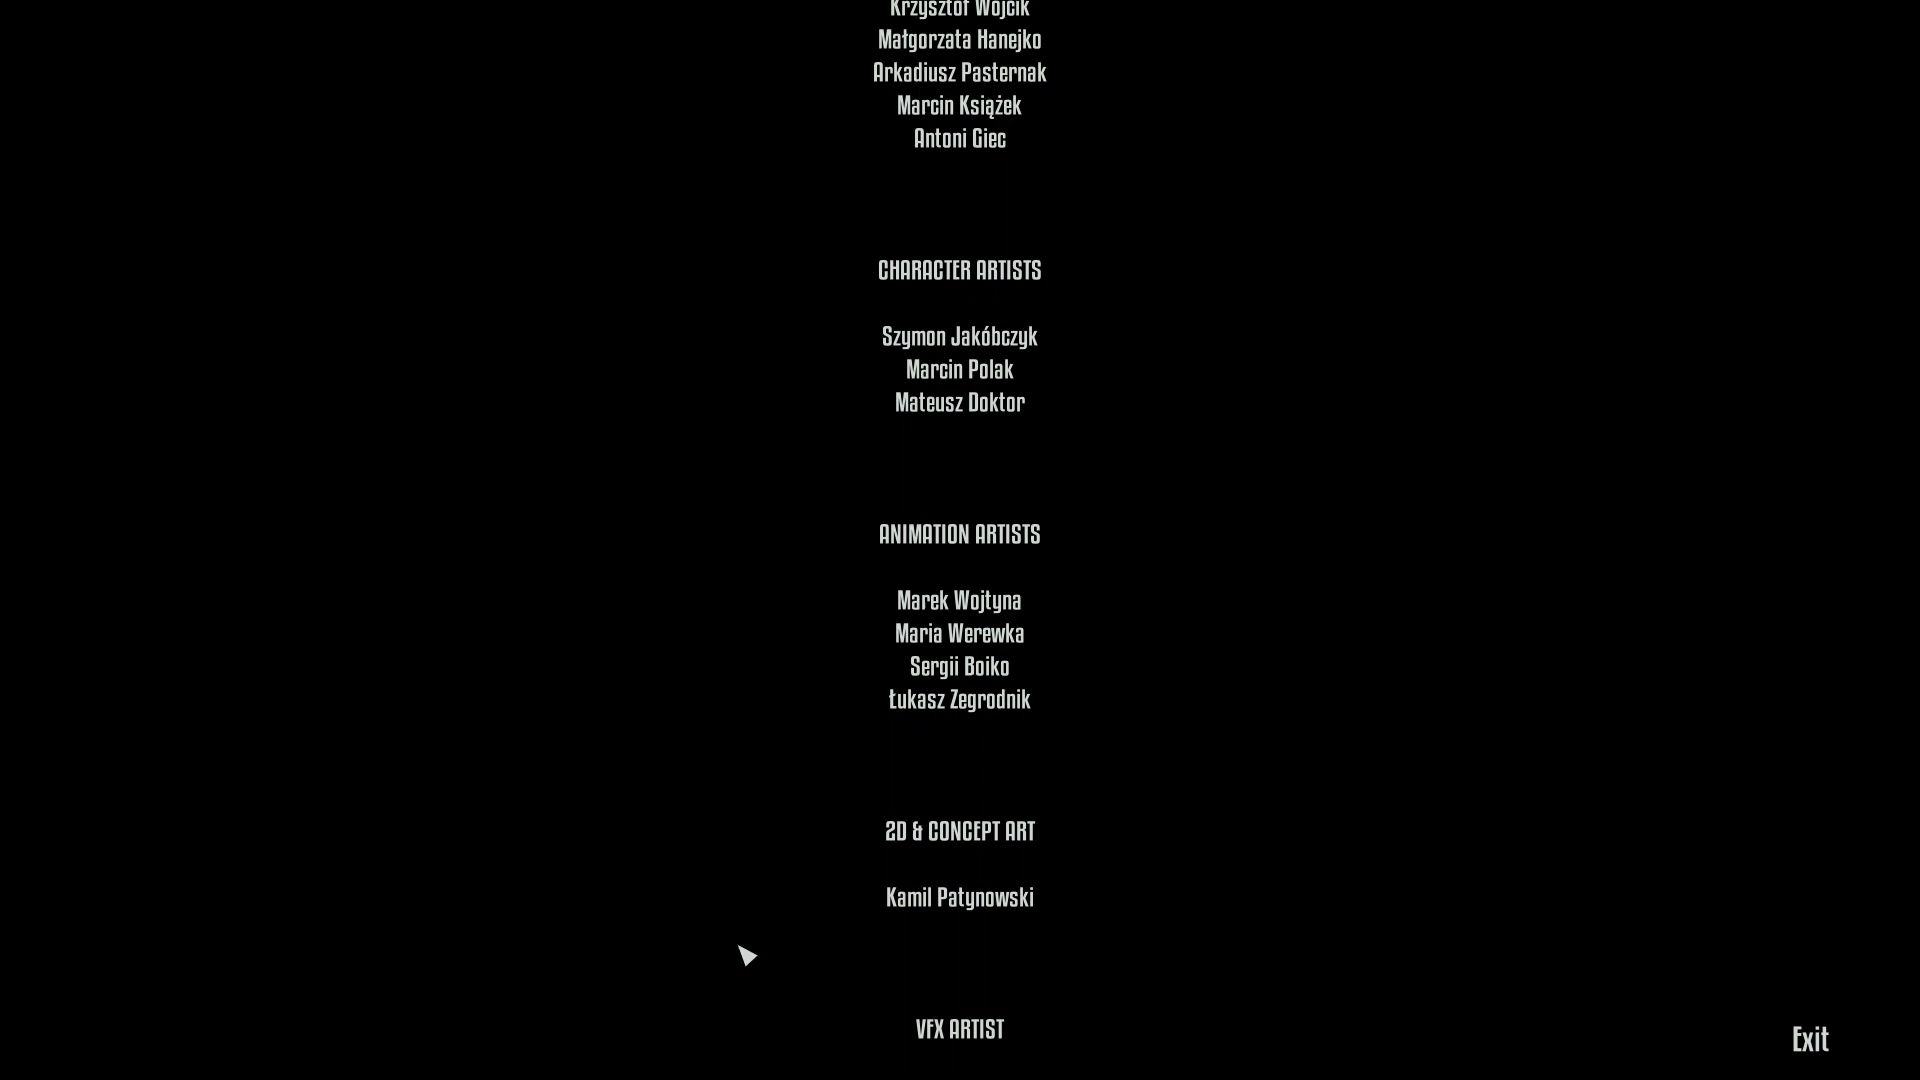 Krzysztof Wójcik
Małgorzata Hanejko
Arkadiusz Pasternak
Marcin Książek
Antoni Giec
CHARACTER ARTISTS
Szymon Jakóbczyk
Marcin Polak
Mateusz Doktor
ANIMATION ARTISTS
Marek Wojtyna
Maria Werewka
Sergii Boiko
Łukasz Zegrodnik
2D & CONCEPT ART
Kamil Patynowski
VFX ARTIST
Exit